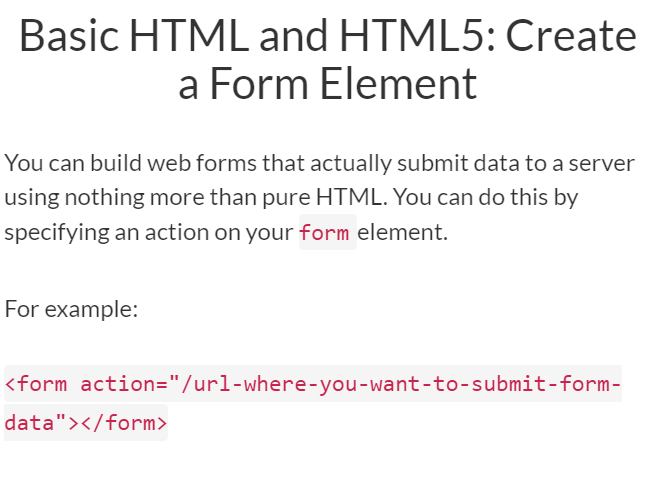 Basic HTML and HTML5: Create
a Form Element
You can build web forms that actually submit data to a server
using nothing more than pure HTML. You can do this by
specifying an action on your form element.
For example:
<form action="/url-where-you-want-to-submit-form-
data"></form>